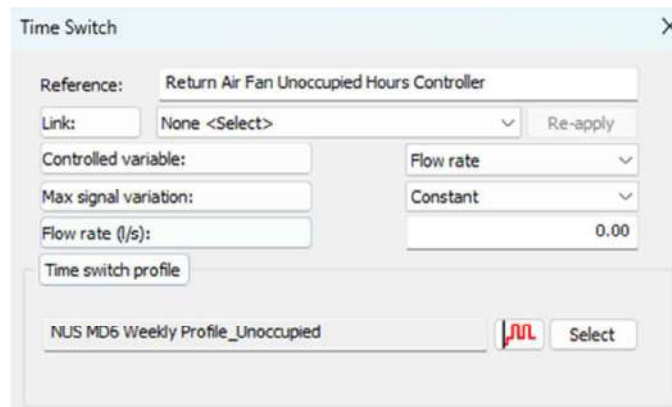 Time Switch
Reference: Return Air Fan Unoccupied Hours Controller
Link: None <Select> Re-apply
Controlled variable: Flow rate
Max signal variation: Constant
Flow rate (l/s): 0.00
Time switch profile
NUS MD6 Weekly Profile_Unoccupied Select